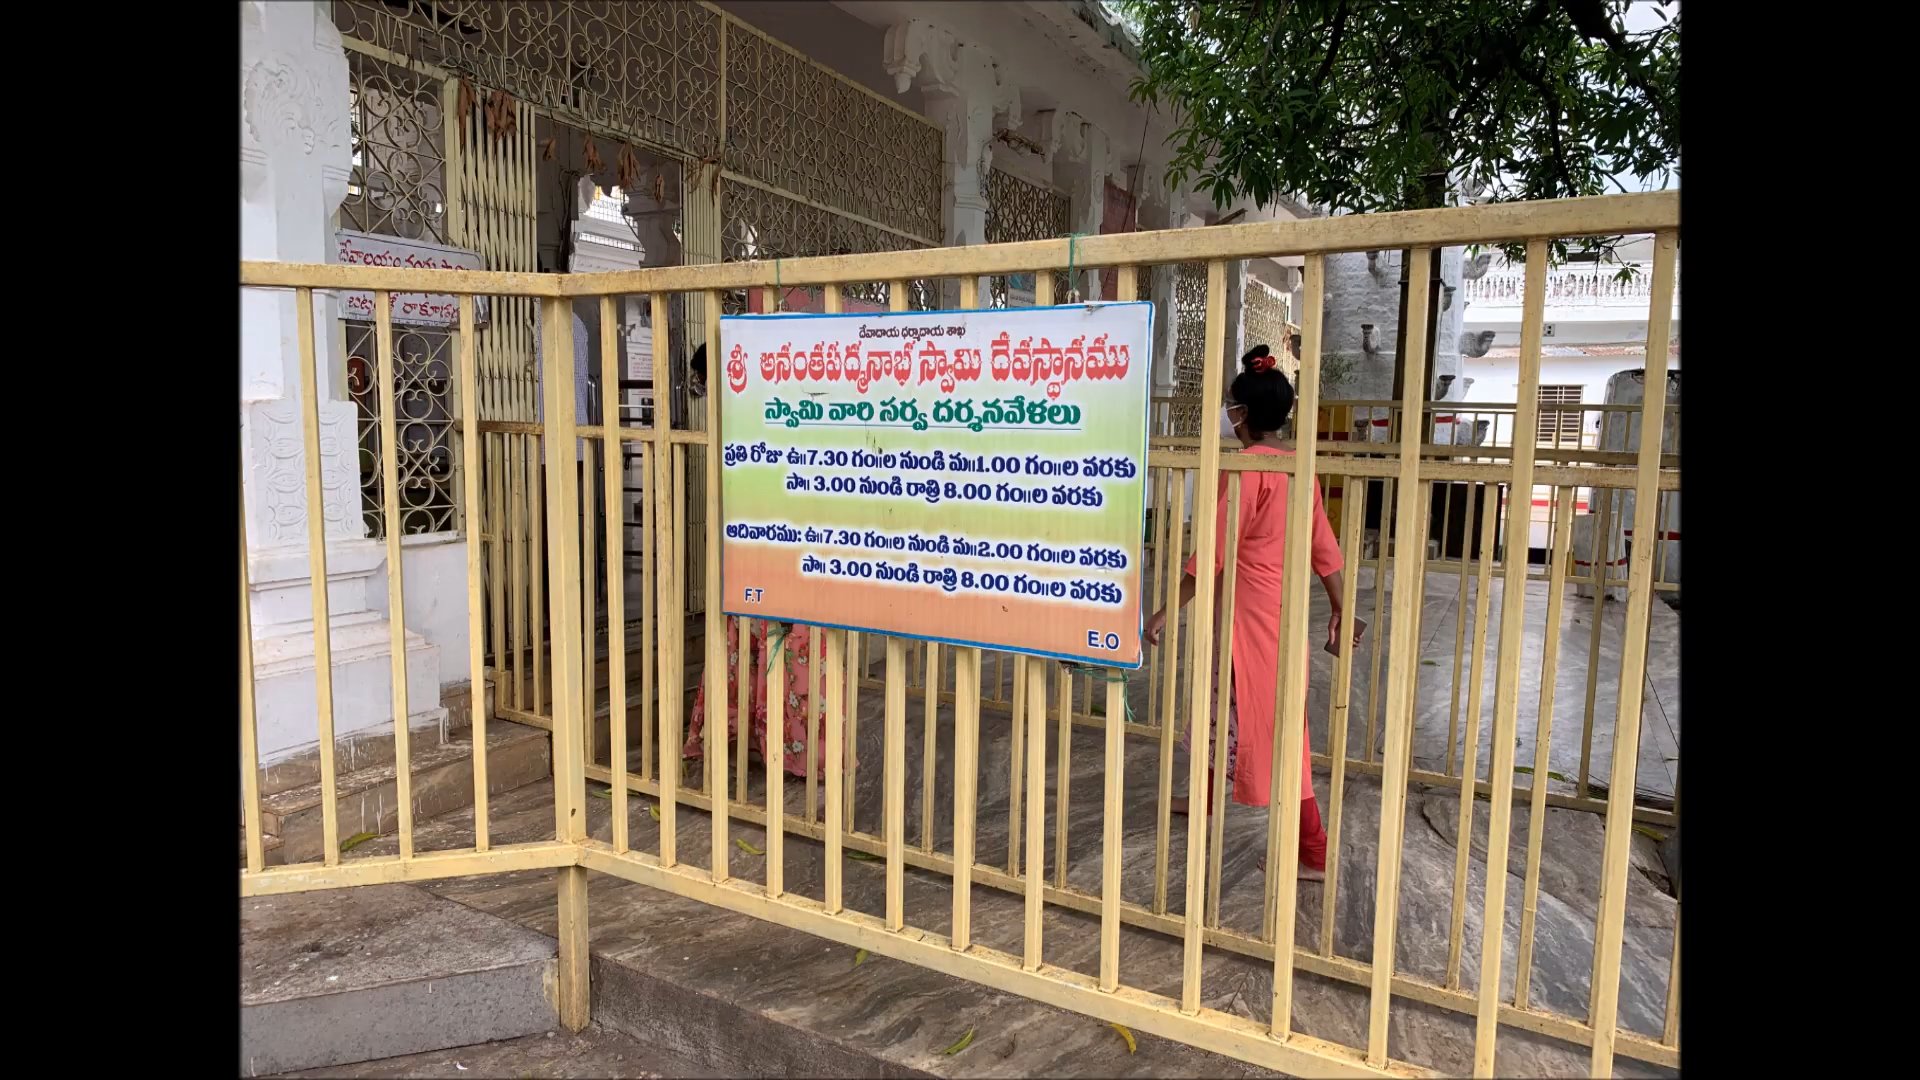 దేవాలయం నందు
దేవాదాయ ధర్మాదాయ శాఖ
శ్రీ అనంతపద్మనాభ స్వామి దేవస్థానము
స్వామి వారి సర్వ దర్శనవేళలు
ప్రతి రోజు ఉ॥7.30 గం॥ల నుండి మ॥1.00 గం॥ల వరకు
సా॥ 3.00 నుండి రాత్రి 8.00 గం॥ల వరకు
ఆదివారము: ఉ॥7.30 గం॥ల నుండి మ॥2.00 గం॥ల వరకు
సా॥ 3.00 నుండి రాత్రి 8.00 గం॥ల వరకు
F.T
E.O